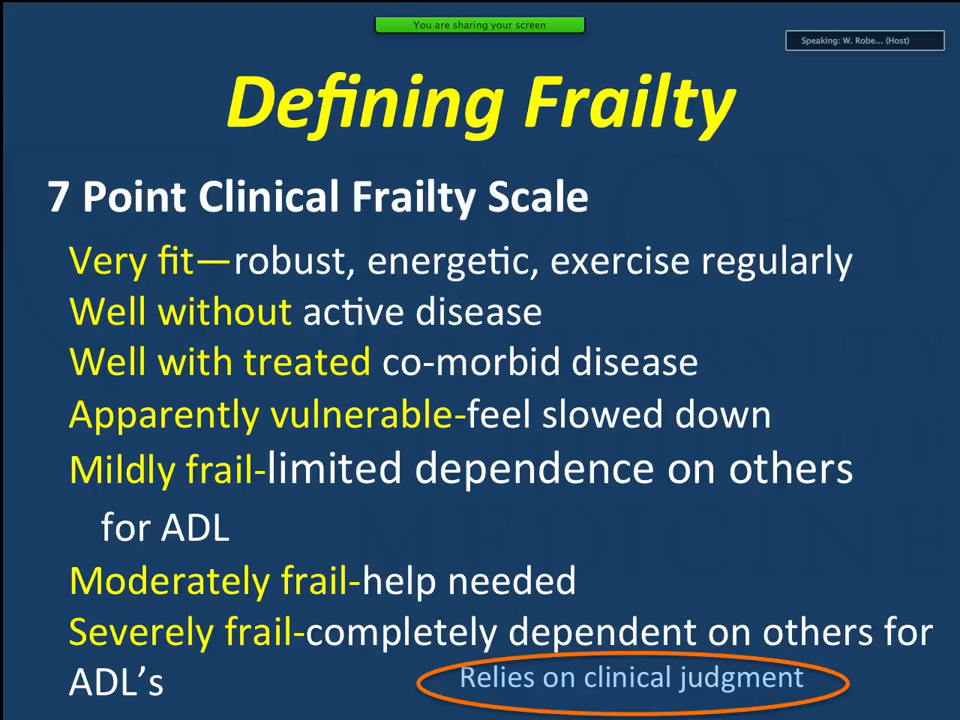 You are sharing your screen
Speaking: W. Robe... (Host)
Defining Frailty
7 Point Clinical Frailty Scale
Very fit—robust, energetic, exercise regularly
Well without active disease
Well with treated co-morbid disease
Apparently vulnerable-feel slowed down
Mildly frail-limited dependence on others
for ADL
Moderately frail-help needed
Severely frail-completely dependent on others for
ADL’s
Relies on clinical judgment